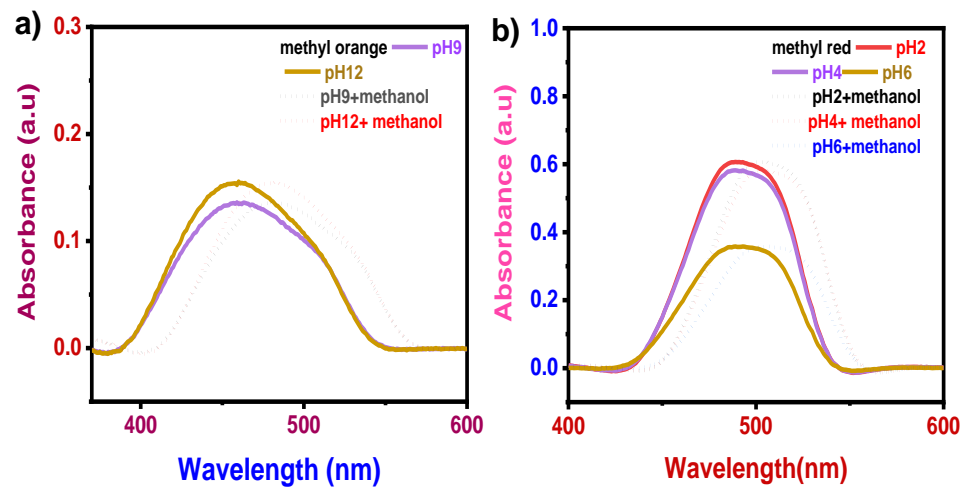 a)
Absorbance (a.u)
0.3
0.2
0.1
0.0
methyl orange pH9
pH12
pH9+methanol
pH12+ methanol
400 500 600
Wavelength (nm)
b)
Absorbance (a.u)
1.0
0.8
0.6
0.4
0.2
0.0
methyl red pH2
pH4 pH6
pH2+methanol
pH4+ methanol
pH6+methanol
400 500 600
Wavelength(nm)